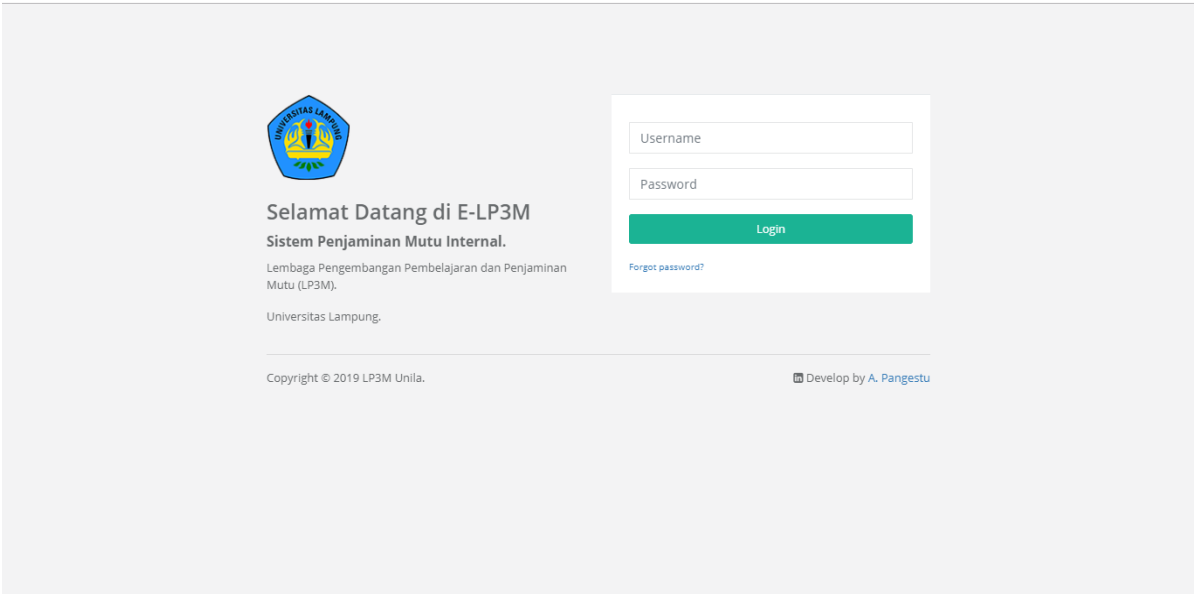 UNIVERSITAS LAMPUNG
Selamat Datang di E-LP3M
Sistem Penjaminan Mutu Internal.
Lembaga Pengembangan Pembelajaran dan Penjaminan
Mutu (LP3M).
Universitas Lampung.
Username
Password
Login
Forgot password?
Copyright © 2019 LP3M Unila.
Develop by A. Pangestu